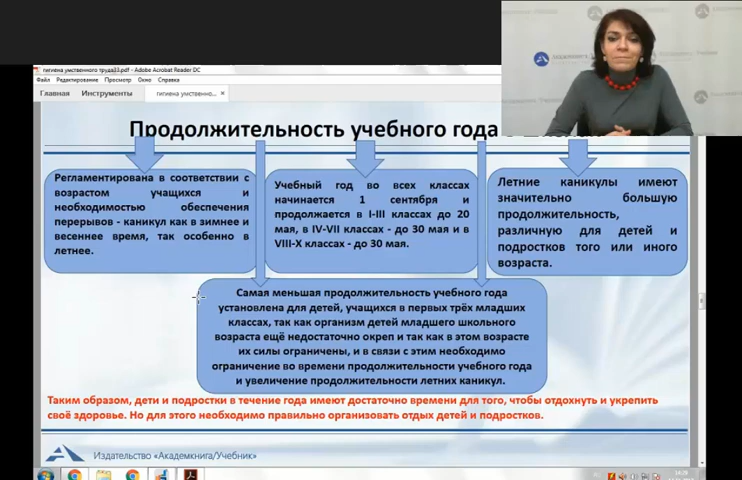 гигиена умственного труда33.pdf - Adobe Acrobat Reader DC
Файл Редактирование Просмотр Окно Справка
Главная Инструменты гигиена умственно... ×
Продолжительность учебного года
Регламентирована в соответствии с
возрастом учащихся и
необходимостью обеспечения
перерывов - каникул как в зимнее и
весеннее время, так особенно в
летнее.
Учебный год во всех классах
начинается 1
сентября и
продолжается в I-III классах до 20
мая, в IV-VII классах - до 30 мая и в
VIII-X классах - до 30 мая.
Летние каникулы имеют
значительно большую
продолжительность,
различную для детей и
подростков того или иного
возраста.
Самая меньшая продолжительность учебного года
установлена для детей, учащихся в первых трёх младших
классах, так как организм детей младшего школьного
возраста ещё недостаточно окреп и так как в этом возрасте
их силы ограничены, и в связи с этим необходимо
ограничение во времени продолжительности учебного года
и увеличение продолжительности летних каникул.
Таким образом, дети и подростки в течение года имеют достаточно времени для того, чтобы отдохнуть и укрепить
своё здоровье. Но для этого необходимо правильно организовать отдых детей и подростков.
Издательство «Академкнига/Учебник»